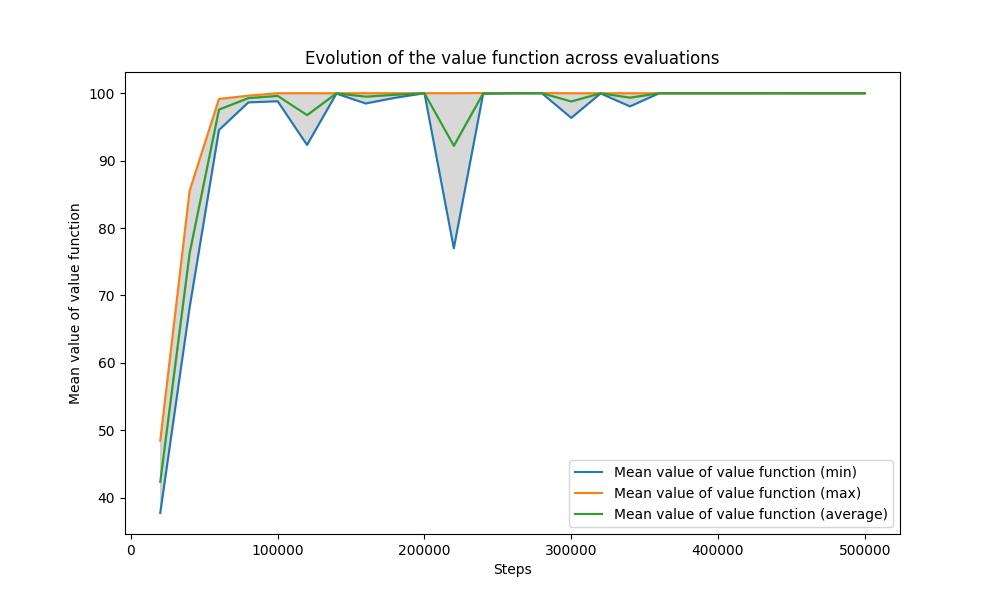 Evolution of the value function across evaluations
Mean value of value function
100
90
80
70
60
50
40
0
100000
200000
300000
400000
500000
Steps
Mean value of value function (min)
Mean value of value function (max)
Mean value of value function (average)